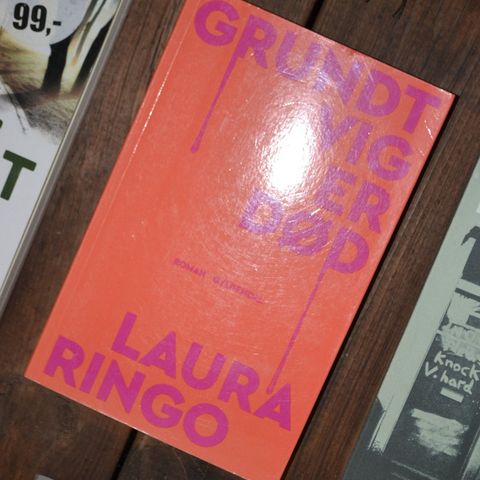 99,-
T
GRUNDT
VIG
ER
DØD
ROMAN GYLDENDAL
LAURA
RINGO
Knock
V. hard